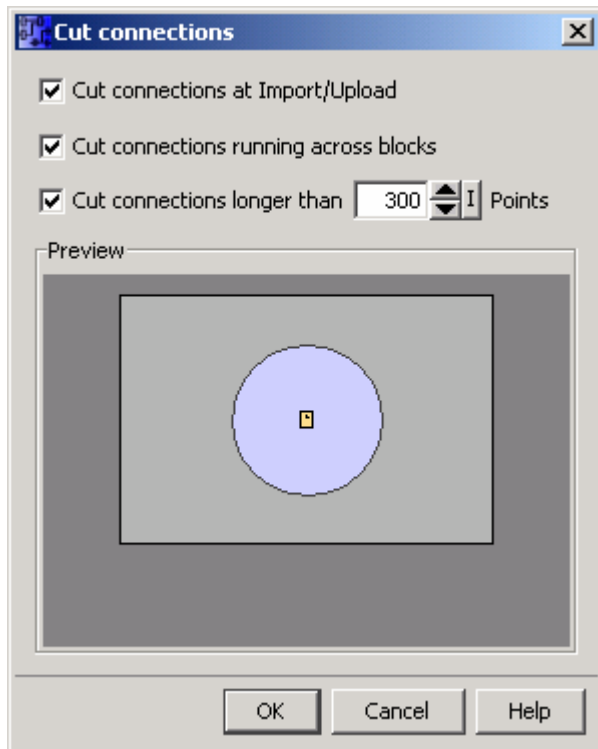 Cut connections
Cut connections at Import/Upload
Cut connections running across blocks
Cut connections longer than 300 I Points
Preview
OK Cancel Help